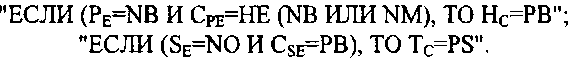 "ЕСЛИ (PE=NB И CPE=НЕ (NB ИЛИ NM), ТО HC=PB";
"ЕСЛИ (SE=NO И CSE=PB), ТО TC=PS".